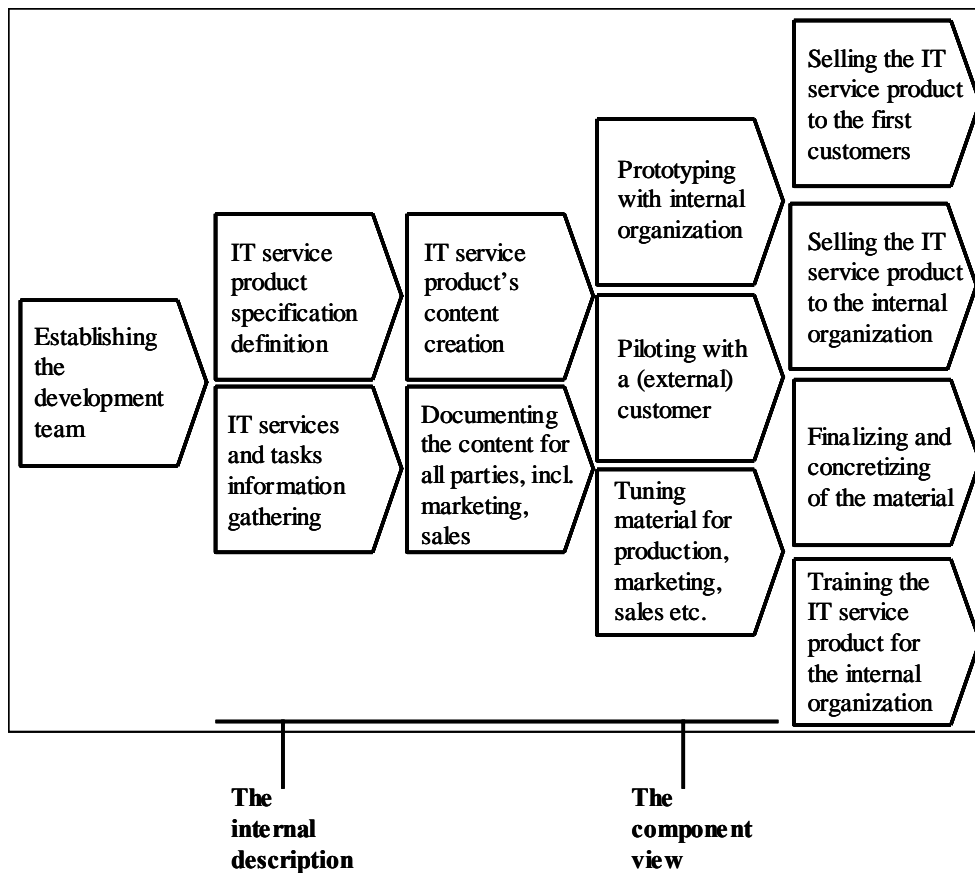 Establishing
the
development
team
IT service
product
specification
definition
IT services
and tasks
information
gathering
IT service
product’s
content
creation
Documenting
the content for
all parties, incl.
marketing,
sales
Prototyping
with internal
organization
Piloting with
a (external)
customer
Tuning
material for
production,
marketing,
sales etc.
Selling the IT
service product
to the first
customers
Selling the IT
service product
to the internal
organization
Finalizing and
concretizing
of the material
Training the
IT service
product for
the internal
organization
The
internal
description
The
component
view